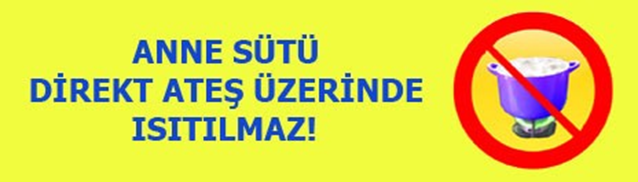 ANNE SÜTÜ
DİREKT ATEŞ ÜZERİNDE
ISITILMAZ!